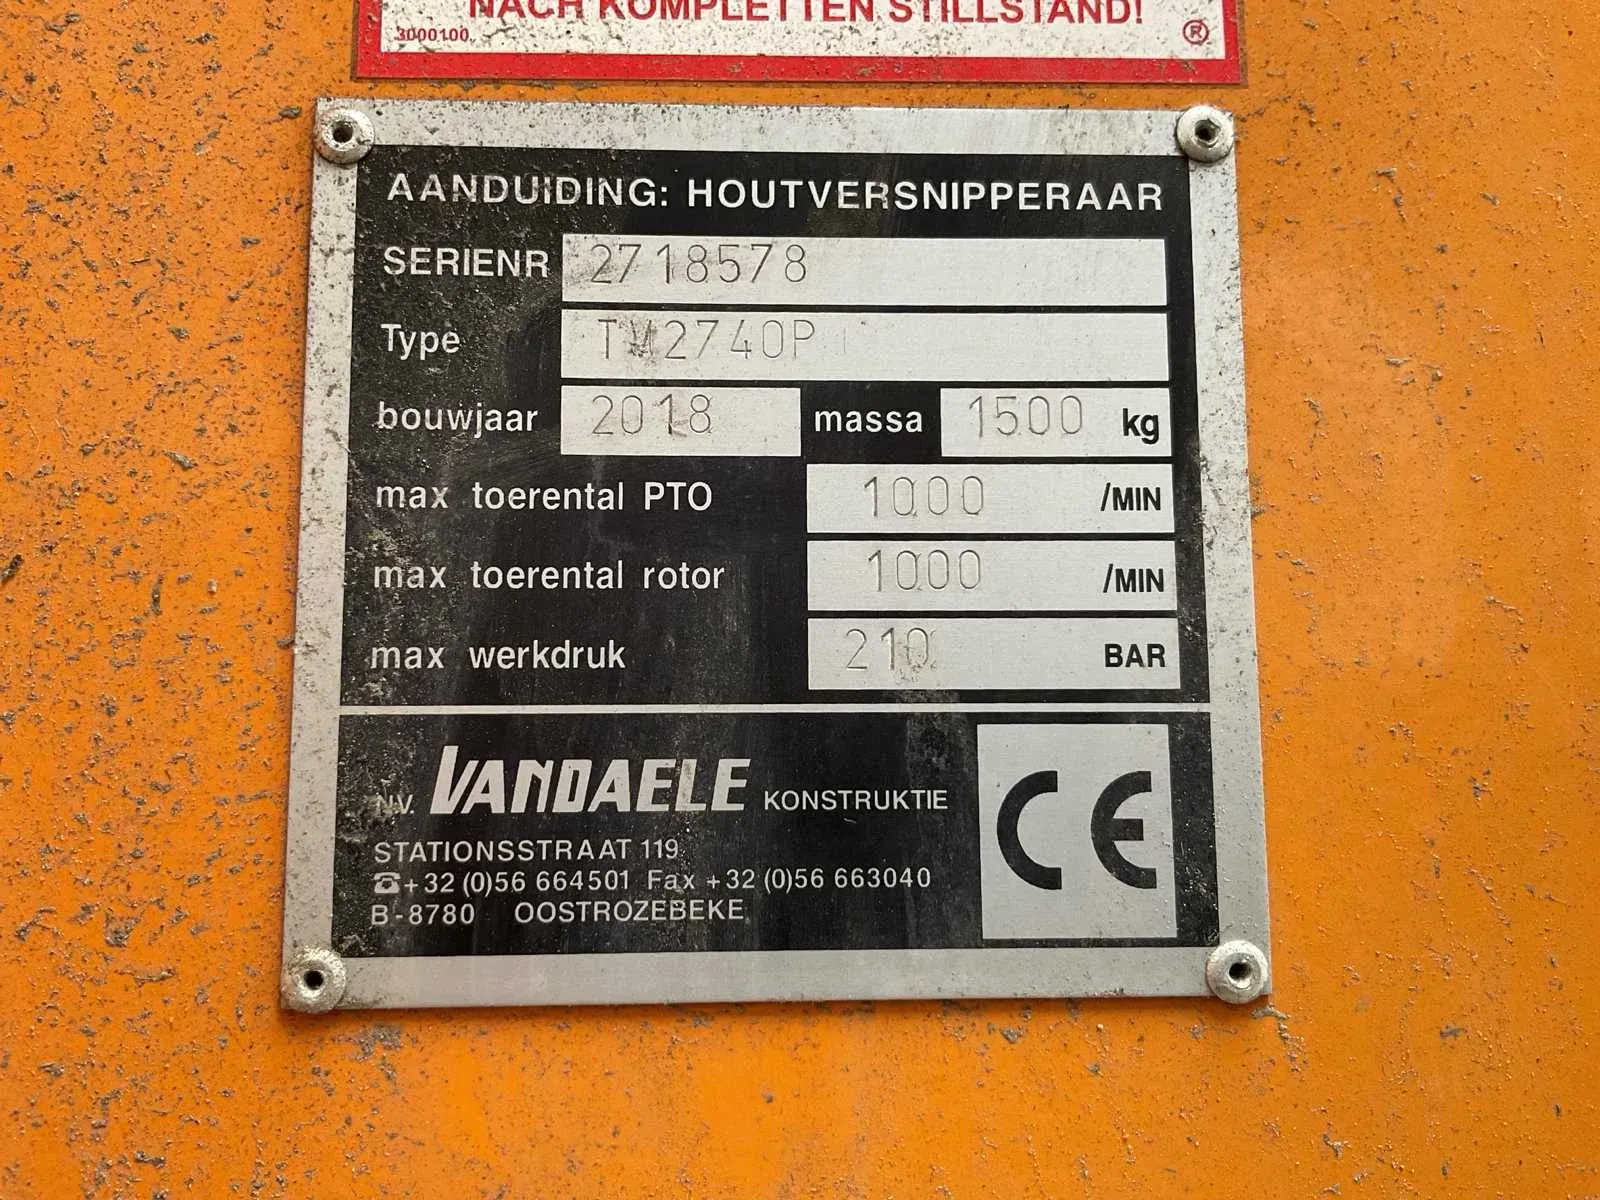 NACH KOMPLETTEN STILLSTAND!
3000100 ®
AANDUIDING: HOUTVERSNIPPERAAR
SERIENR 2718578
Type TM2740P
bouwjaar 2018 massa 1500 kg
max toerental PTO 1000 /MIN
max toerental rotor 1000 /MIN
max werkdruk 210 BAR
N.V. VANDAELE KONSTRUKTIE
STATIONSSTRAAT 119
☎+32 (0)56 664501 Fax +32 (0)56 663040
B-8780 OOSTROZEBEKE
CE